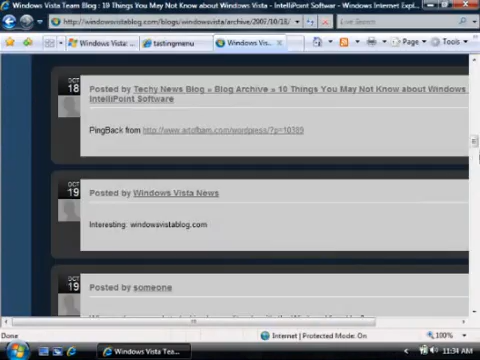 Windows Vista Team Blog : 10 Things You May Not Know about Windows Vista - IntelliPoint Softwar - Windows Internet Expl...
http://windowsvistablog.com/blogs/windowsvista/archive/2007/10/18/
Live Search
Windows Vista:
tastingmenu
Windows Vist
Page
Tools
OCT
18
Posted by Techy News Blog » Blog Archive » 10 Things You May Not Know about Windows
IntelliPoint Software
PingBack from http://www.artofbam.com/wordpress/?p=10389
OCT
19
Posted by Windows Vista News
Interesting: windowsvistablog.com
OCT
19
Posted by someone
Done
Internet | Protected Mode: On
100%
Windows Vista Tea...
11:34 AM